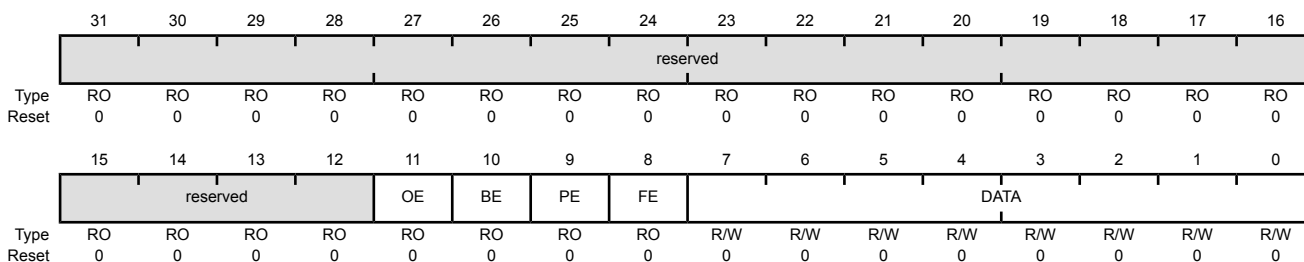 31 30 29 28 27 26 25 24 23 22 21 20 19 18 17 16
reserved
Type RO RO RO RO RO RO RO RO RO RO RO RO RO RO RO RO
Reset 0 0 0 0 0 0 0 0 0 0 0 0 0 0 0 0
15 14 13 12 11 10 9 8 7 6 5 4 3 2 1 0
reserved OE BE PE FE DATA
Type RO RO RO RO RO RO RO RO R/W R/W R/W R/W R/W R/W R/W R/W
Reset 0 0 0 0 0 0 0 0 0 0 0 0 0 0 0 0